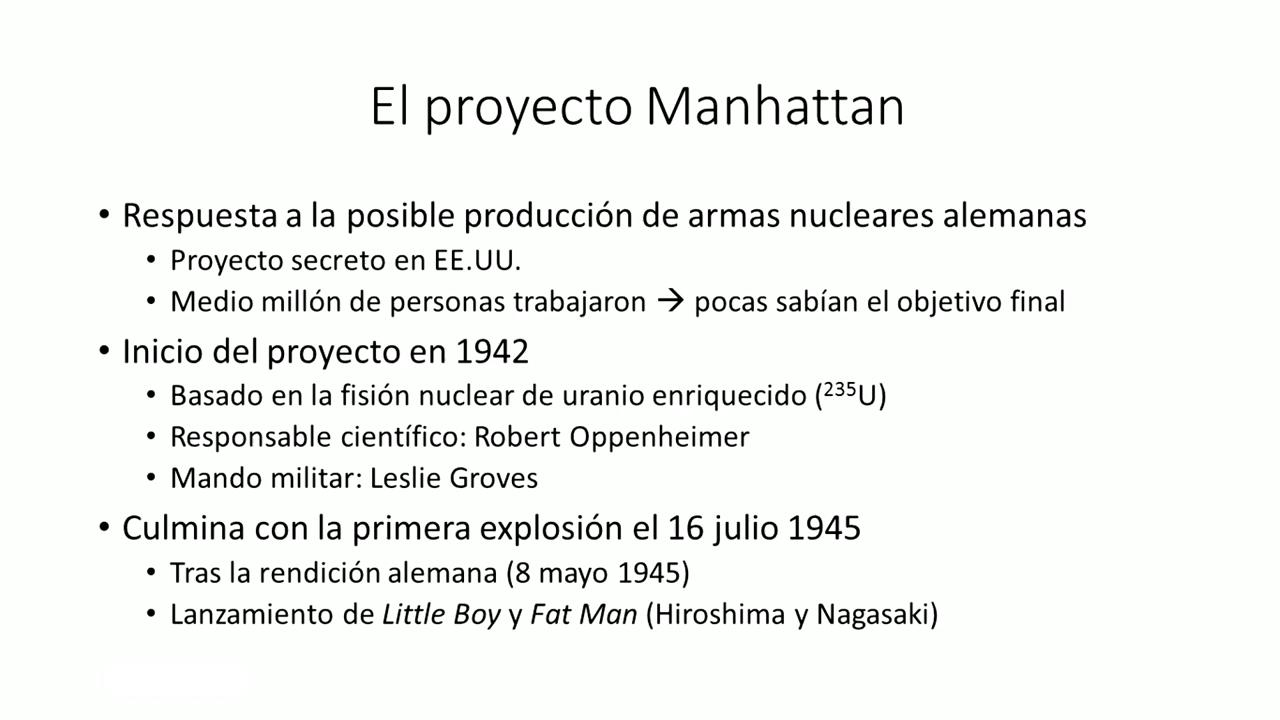 El proyecto Manhattan
• Respuesta a la posible producción de armas nucleares alemanas
• Proyecto secreto en EE.UU.
• Medio millón de personas trabajaron → pocas sabían el objetivo final
• Inicio del proyecto en 1942
• Basado en la fisión nuclear de uranio enriquecido (²³⁵U)
• Responsable científico: Robert Oppenheimer
• Mando militar: Leslie Groves
• Culmina con la primera explosión el 16 julio 1945
• Tras la rendición alemana (8 mayo 1945)
• Lanzamiento de Little Boy y Fat Man (Hiroshima y Nagasaki)